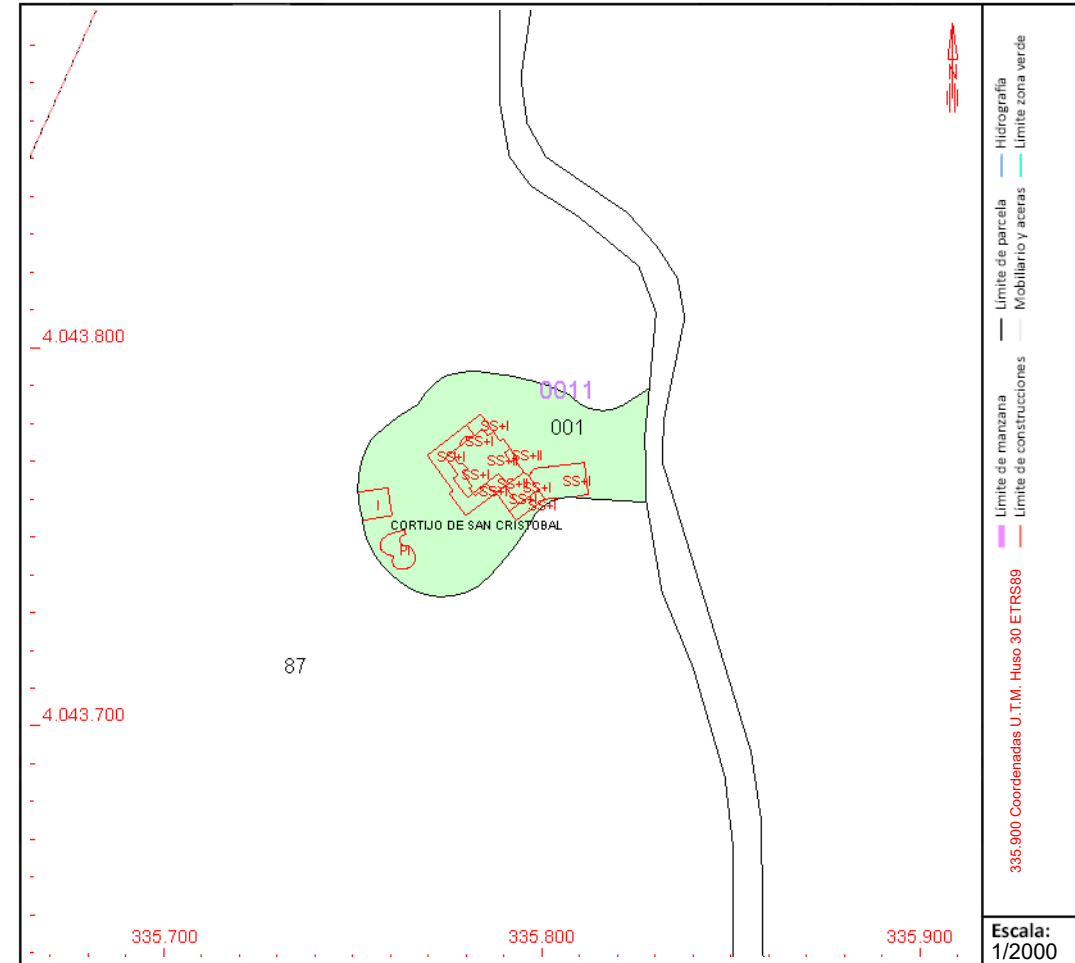 N
4.043.800
0011
001
SS+I
SS+I
SS+I
SS+II
SS+II
SS+I
SS+I
SS+II
SS+I
SS+I
SS+I
SS+I
I
CORTIJO DE SAN CRISTOBAL
PI
87
4.043.700
335.700
335.800
335.900
Límite de manzana
Límite de parcela
Hidrografía
Límite de construcciones
Mobiliario y aceras
Límite zona verde
335.900 Coordenadas U.T.M. Huso 30 ETRS89
Escala:
1/2000